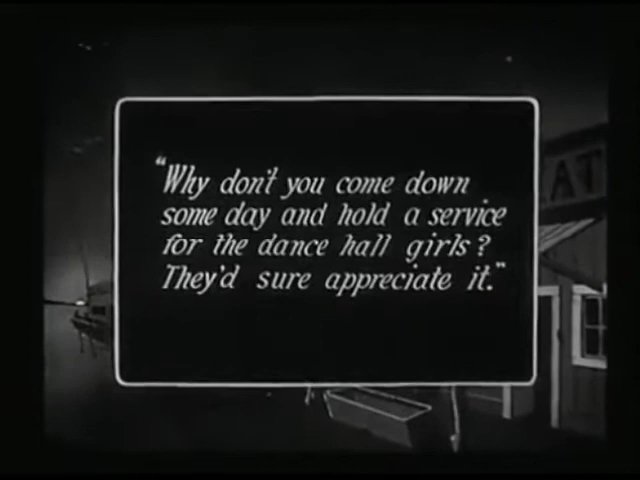 "Why don't you come down
some day and hold a service
for the dance hall girls?
They'd sure appreciate it."
AT